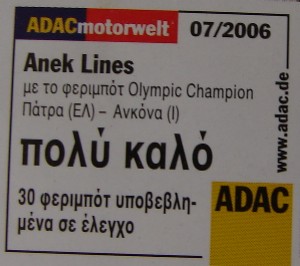 ADACmotorwelt 07/2006
Anek Lines
με το φεριμπότ Olympic Champion
Πάτρα (ΕΛ) – Ανκόνα (I)
πολύ καλό
30 φεριμπότ υποβεβλη-
μένα σε έλεγχο
ADAC
www.adac.de